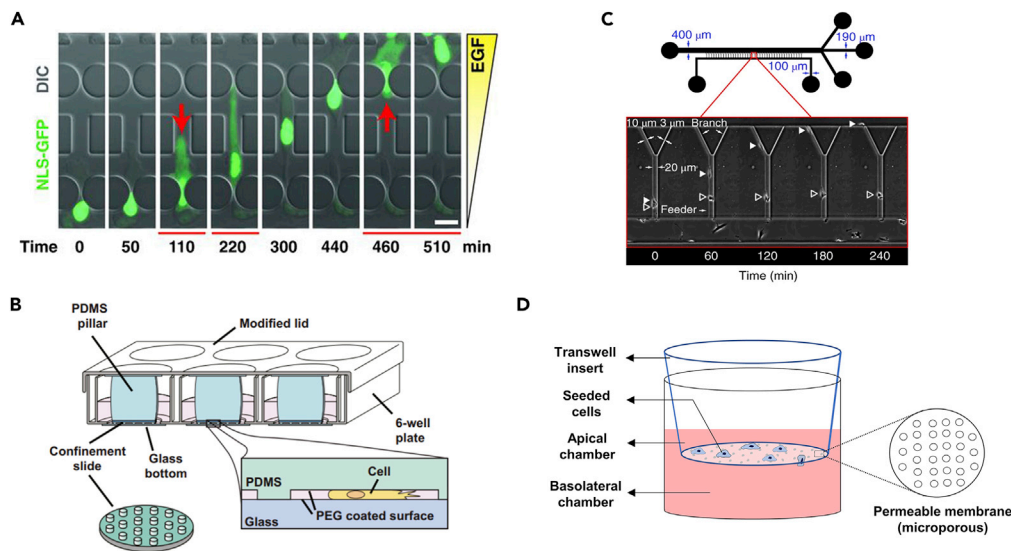 A
DIC
NLS-GFP
EGF
Time 0 50 110 220 300 440 460 510 min
B
PDMS
pillar
Modified lid
6-well
plate
Confinement
slide
Glass
bottom
PDMS
Cell
Glass
PEG coated surface
C
400 μm
190 μm
100 μm
10 μm 3 μm Branch
20 μm
Feeder
0 60 120 180 240
Time (min)
D
Transwell
insert
Seeded
cells
Apical
chamber
Basolateral
chamber
Permeable membrane
(microporous)